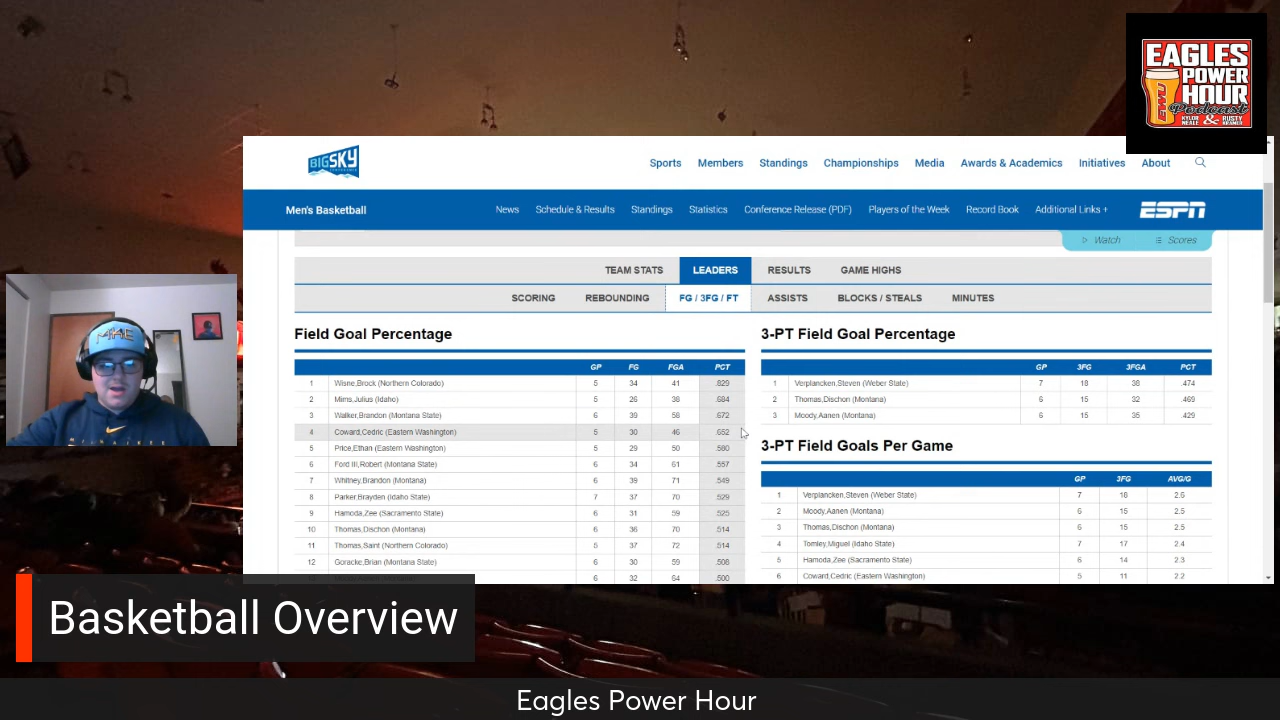 EAGLES
POWER
HOUR
Podcast
KYLOR NEALE & RUSTY KRAMER
BIGSKY
Sports Members Standings Championships Media Awards & Academics Initiatives About
Men's Basketball News Schedule & Results Standings Statistics Conference Release (PDF) Players of the Week Record Book Additional Links + ESPN
Watch Scores
TEAM STATS LEADERS RESULTS GAME HIGHS
SCORING REBOUNDING FG / 3FG / FT ASSISTS BLOCKS / STEALS MINUTES
Field Goal Percentage
GP FG FGA PCT
1 Wisne,Brock (Northern Colorado) 5 34 41 .829
2 Mims,Julius (Idaho) 5 26 38 .684
3 Walker,Brandon (Montana State) 6 39 58 .672
4 Coward,Cedric (Eastern Washington) 5 30 46 .652
5 Price,Ethan (Eastern Washington) 5 29 50 .580
6 Ford III,Robert (Montana State) 6 34 61 .557
7 Whitney,Brandon (Montana) 6 39 71 .549
8 Parker,Brayden (Idaho State) 7 37 70 .529
9 Hamoda,Zee (Sacramento State) 6 31 59 .525
10 Thomas,Dischon (Montana) 6 36 70 .514
11 Thomas,Saint (Northern Colorado) 5 37 72 .514
12 Goracke,Brian (Montana State) 6 30 59 .508
6 32 64 .500
3-PT Field Goal Percentage
GP 3FG 3FGA PCT
1 Verplancken,Steven (Weber State) 7 18 38 .474
2 Thomas,Dischon (Montana) 6 15 32 .469
3 Moody,Aanen (Montana) 6 15 35 .429
3-PT Field Goals Per Game
GP 3FG AVG/G
1 Verplancken,Steven (Weber State) 7 18 2.6
2 Moody,Aanen (Montana) 6 15 2.5
3 Thomas,Dischon (Montana) 6 15 2.5
4 Tomley,Miguel (Idaho State) 7 17 2.4
5 Hamoda,Zee (Sacramento State) 6 14 2.3
6 Coward,Cedric (Eastern Washington) 5 11 2.2
MKE
Basketball Overview
Eagles Power Hour